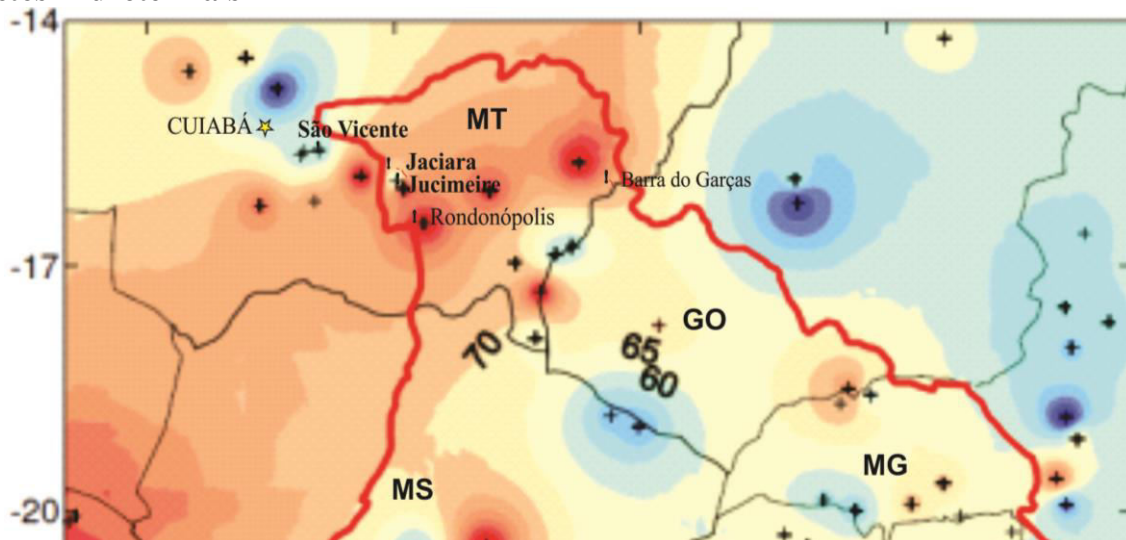 -14
MT
CUIABÁ
São Vicente
Jaciara
Jucimeire
Barra do Garças
Rondonópolis
-17
GO
70
65
60
MG
MS
-20